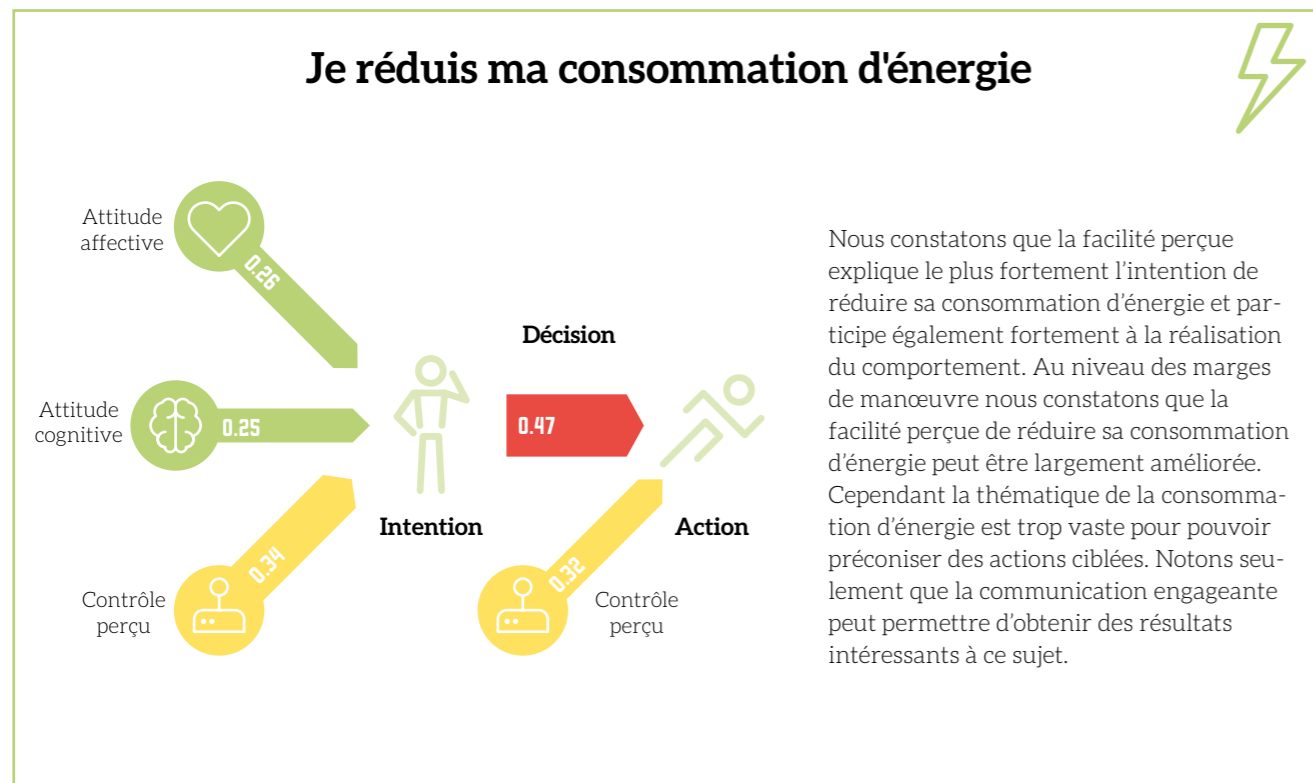 Je réduis ma consommation d'énergie
Attitude
affective
0.26
Attitude
cognitive
0.25
Contrôle
perçu
0.34
Intention
Décision
0.47
Action
0.32
Contrôle
perçu
Nous constatons que la facilité perçue
explique le plus fortement l’intention de
réduire sa consommation d’énergie et par-
ticipe également fortement à la réalisation
du comportement. Au niveau des marges
de manœuvre nous constatons que la
facilité perçue de réduire sa consommation
d’énergie peut être largement améliorée.
Cependant la thématique de la consomma-
tion d’énergie est trop vaste pour pouvoir
préconiser des actions ciblées. Notons seu-
lement que la communication engageante
peut permettre d’obtenir des résultats
intéressants à ce sujet.